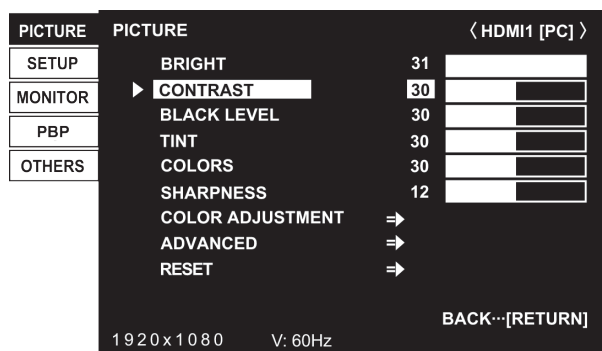 PICTURE
SETUP
MONITOR
PBP
OTHERS
PICTURE 〈 HDMI1 [PC] 〉
BRIGHT 31
CONTRAST 30
BLACK LEVEL 30
TINT 30
COLORS 30
SHARPNESS 12
COLOR ADJUSTMENT
ADVANCED
RESET
BACK···[RETURN]
1920x1080 V: 60Hz